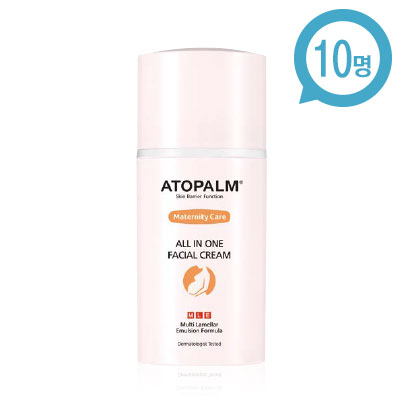 10명
ATOPALM®
Skin Barrier Function
Maternity Care
ALL IN ONE
FACIAL CREAM
M L E
Multi Lamellar
Emulsion Formula
Dermatologist Tested